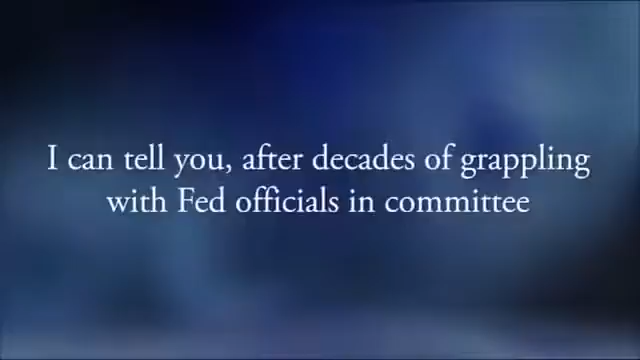 I can tell you, after decades of grappling
with Fed officials in committee